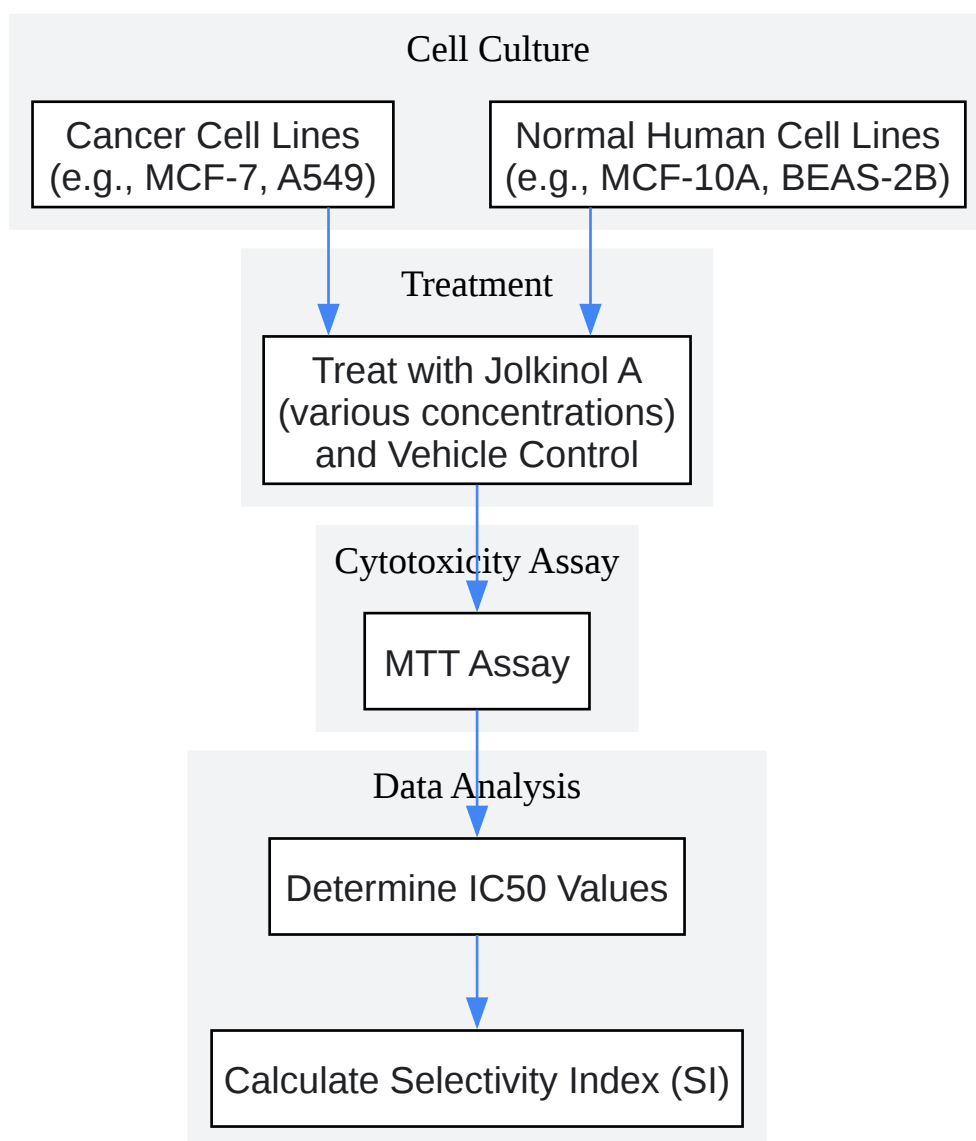 Cell Culture
Cancer Cell Lines
(e.g., MCF-7, A549)
Normal Human Cell Lines
(e.g., MCF-10A, BEAS-2B)
Treatment
Treat with Jolkinol A
(various concentrations)
and Vehicle Control
Cytotoxicity Assay
MTT Assay
Data Analysis
Determine IC50 Values
Calculate Selectivity Index (SI)